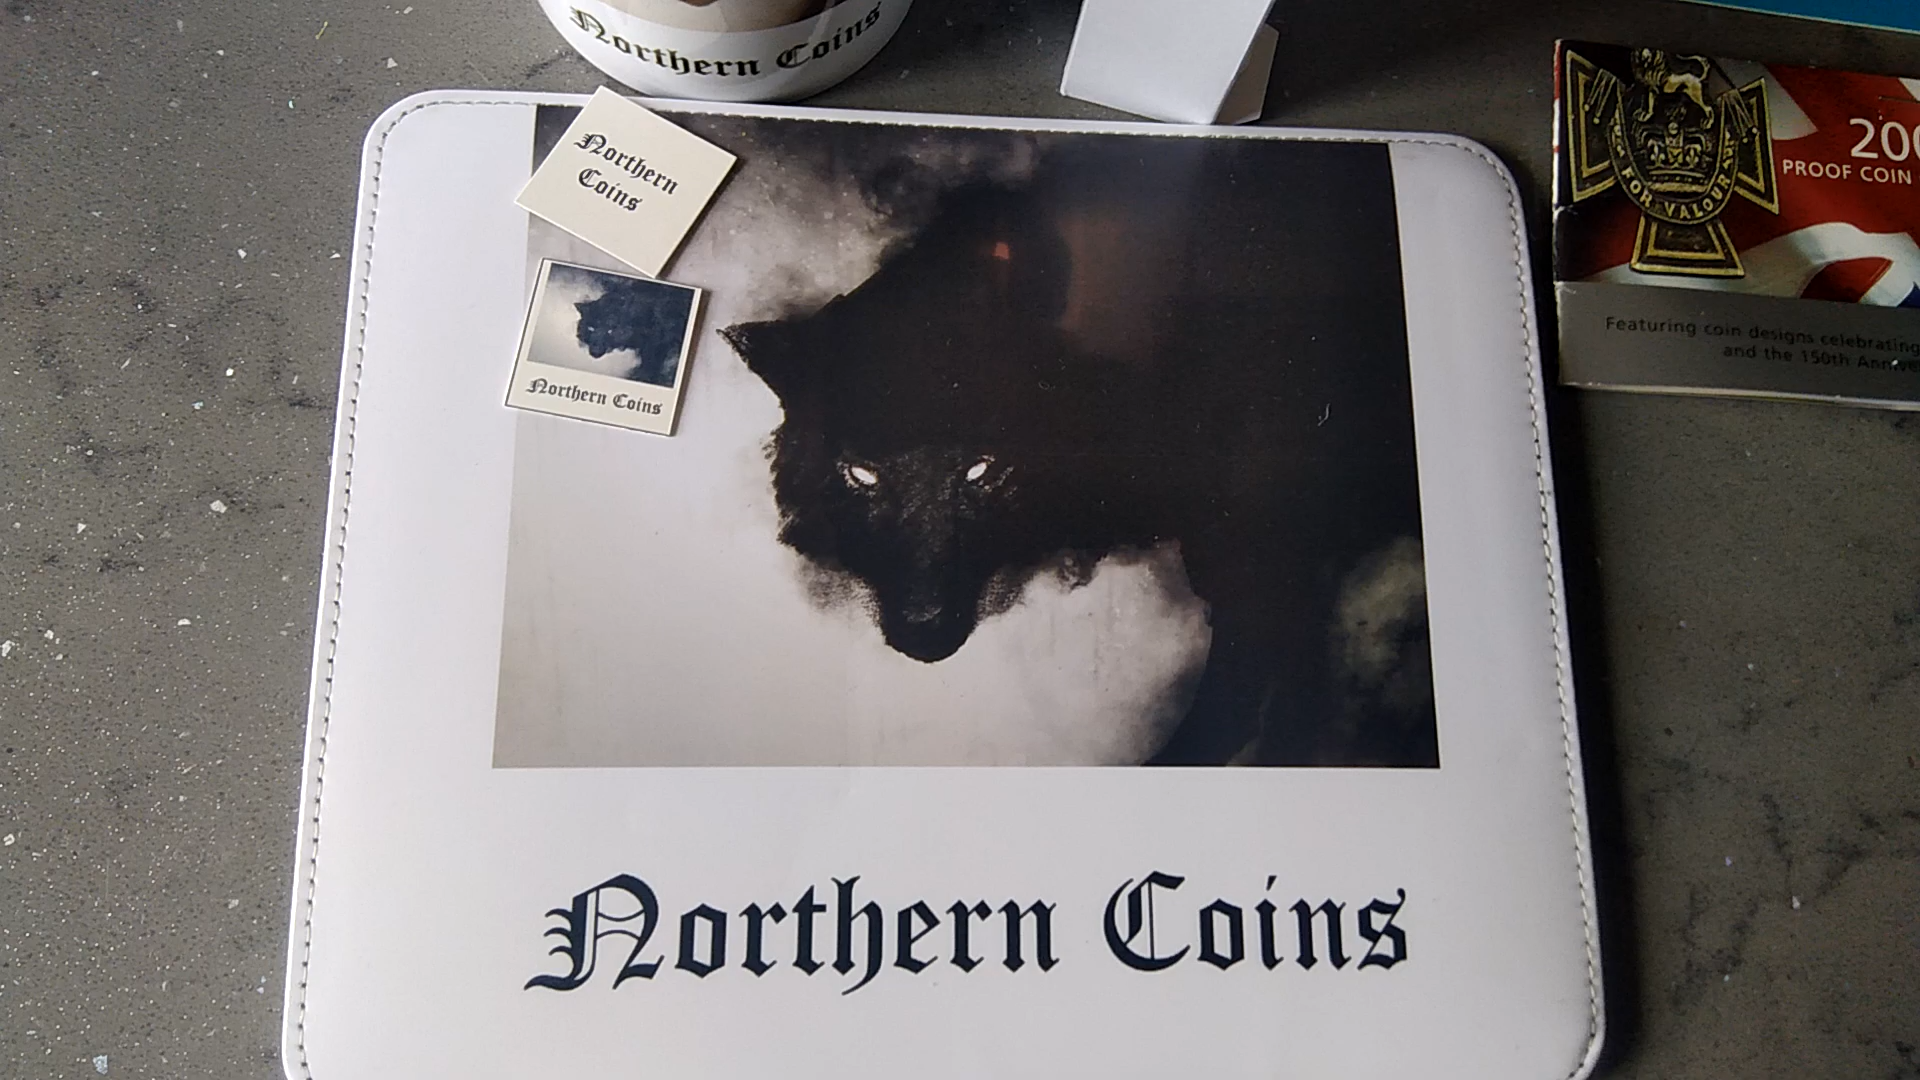 Northern Coins
Northern
Coins
Northern Coins
Northern Coins
FOR VALOUR
PROOF COIN
Featuring coin designs celebrating
and the 150th